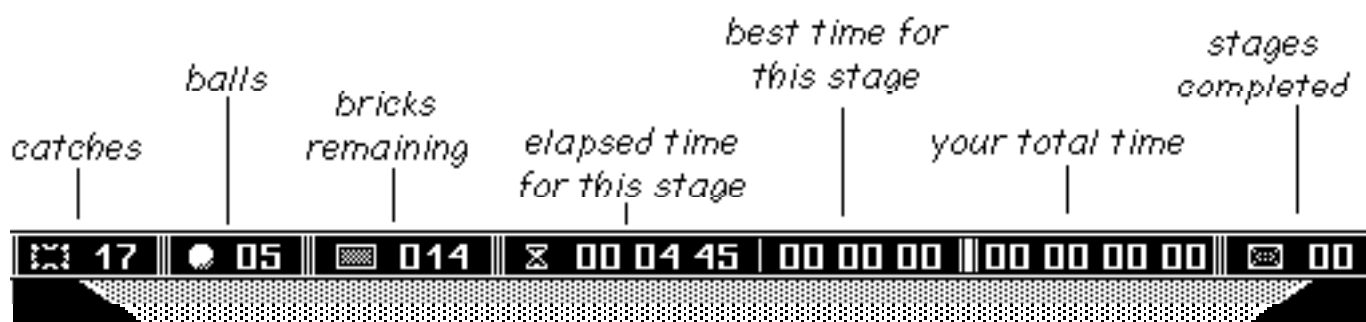 catches
balls
bricks
remaining
elapsed time
for this stage
best time for
this stage
your total time
stages
completed
17 05 014 00 04 45 00 00 00 00 00 00 00 00